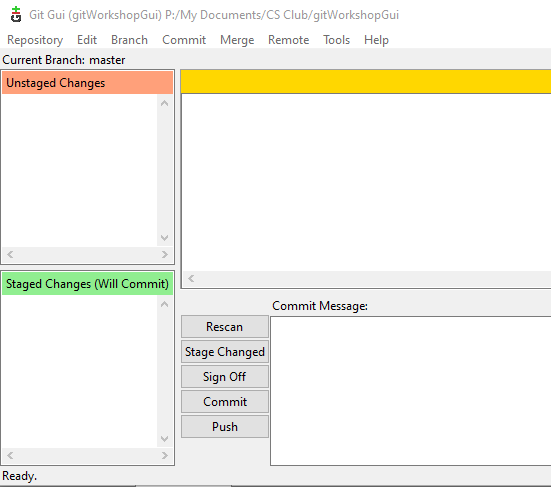 Git Gui (gitWorkshopGui) P:/My Documents/CS Club/gitWorkshopGui
Repository Edit Branch Commit Merge Remote Tools Help
Current Branch: master
Unstaged Changes
Staged Changes (Will Commit)
Commit Message:
Rescan
Stage Changed
Sign Off
Commit
Push
Ready.